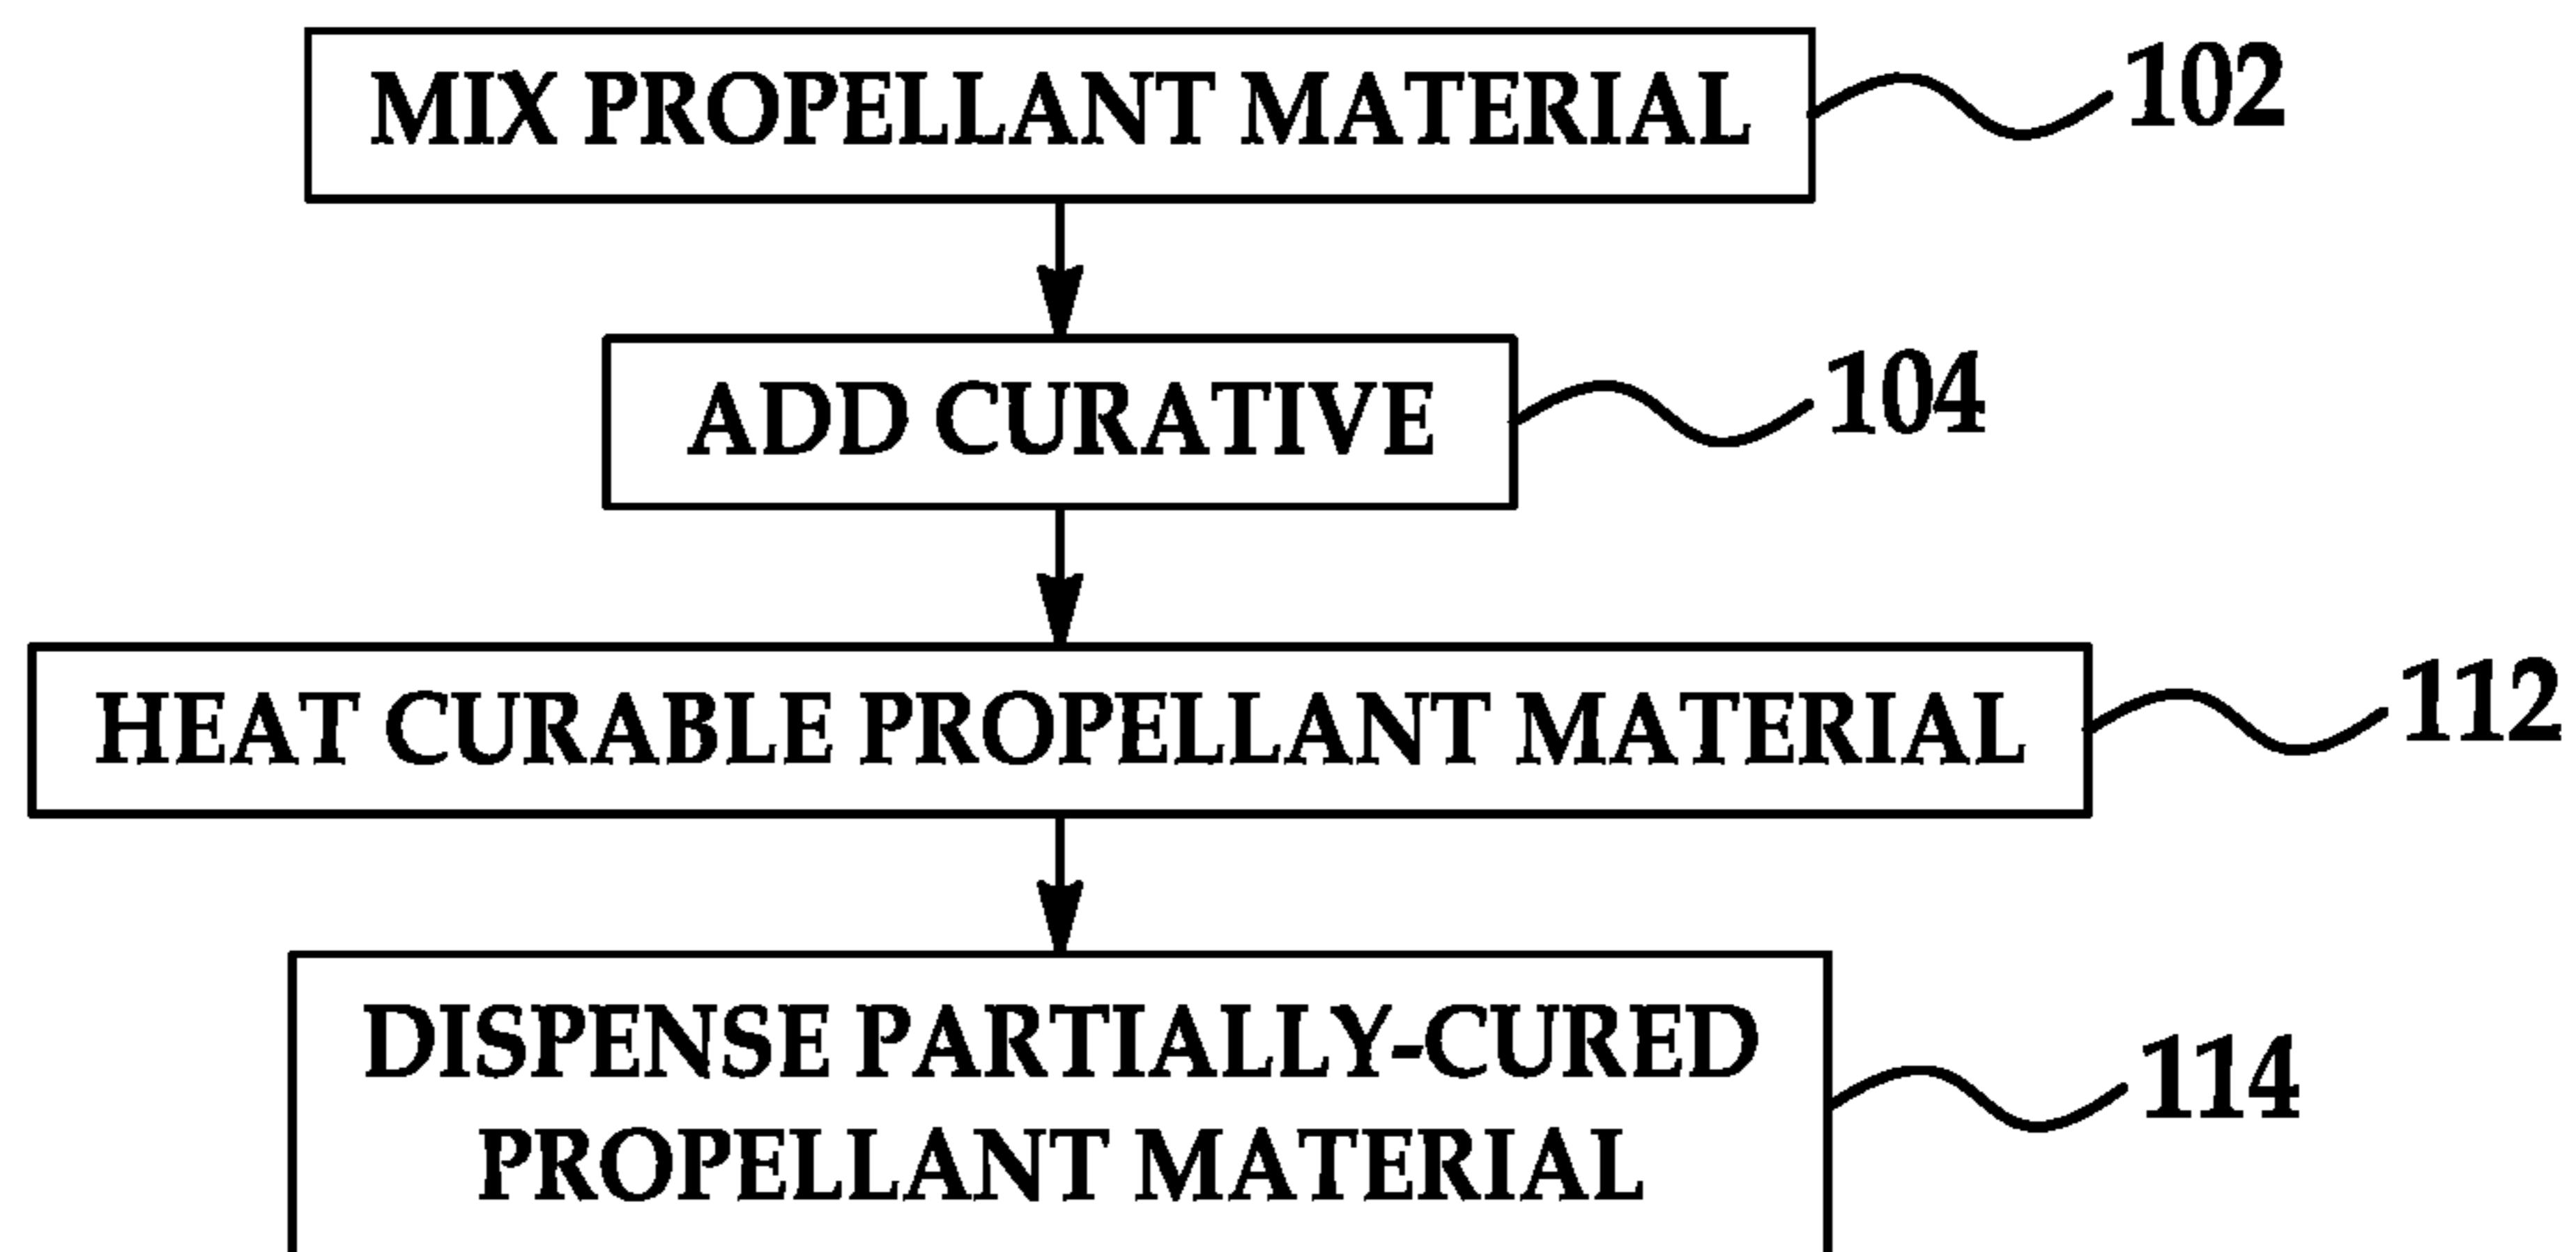 MIX PROPELLANT MATERIAL 102
ADD CURATIVE 104
HEAT CURABLE PROPELLANT MATERIAL 112
DISPENSE PARTIALLY-CURED
PROPELLANT MATERIAL
114